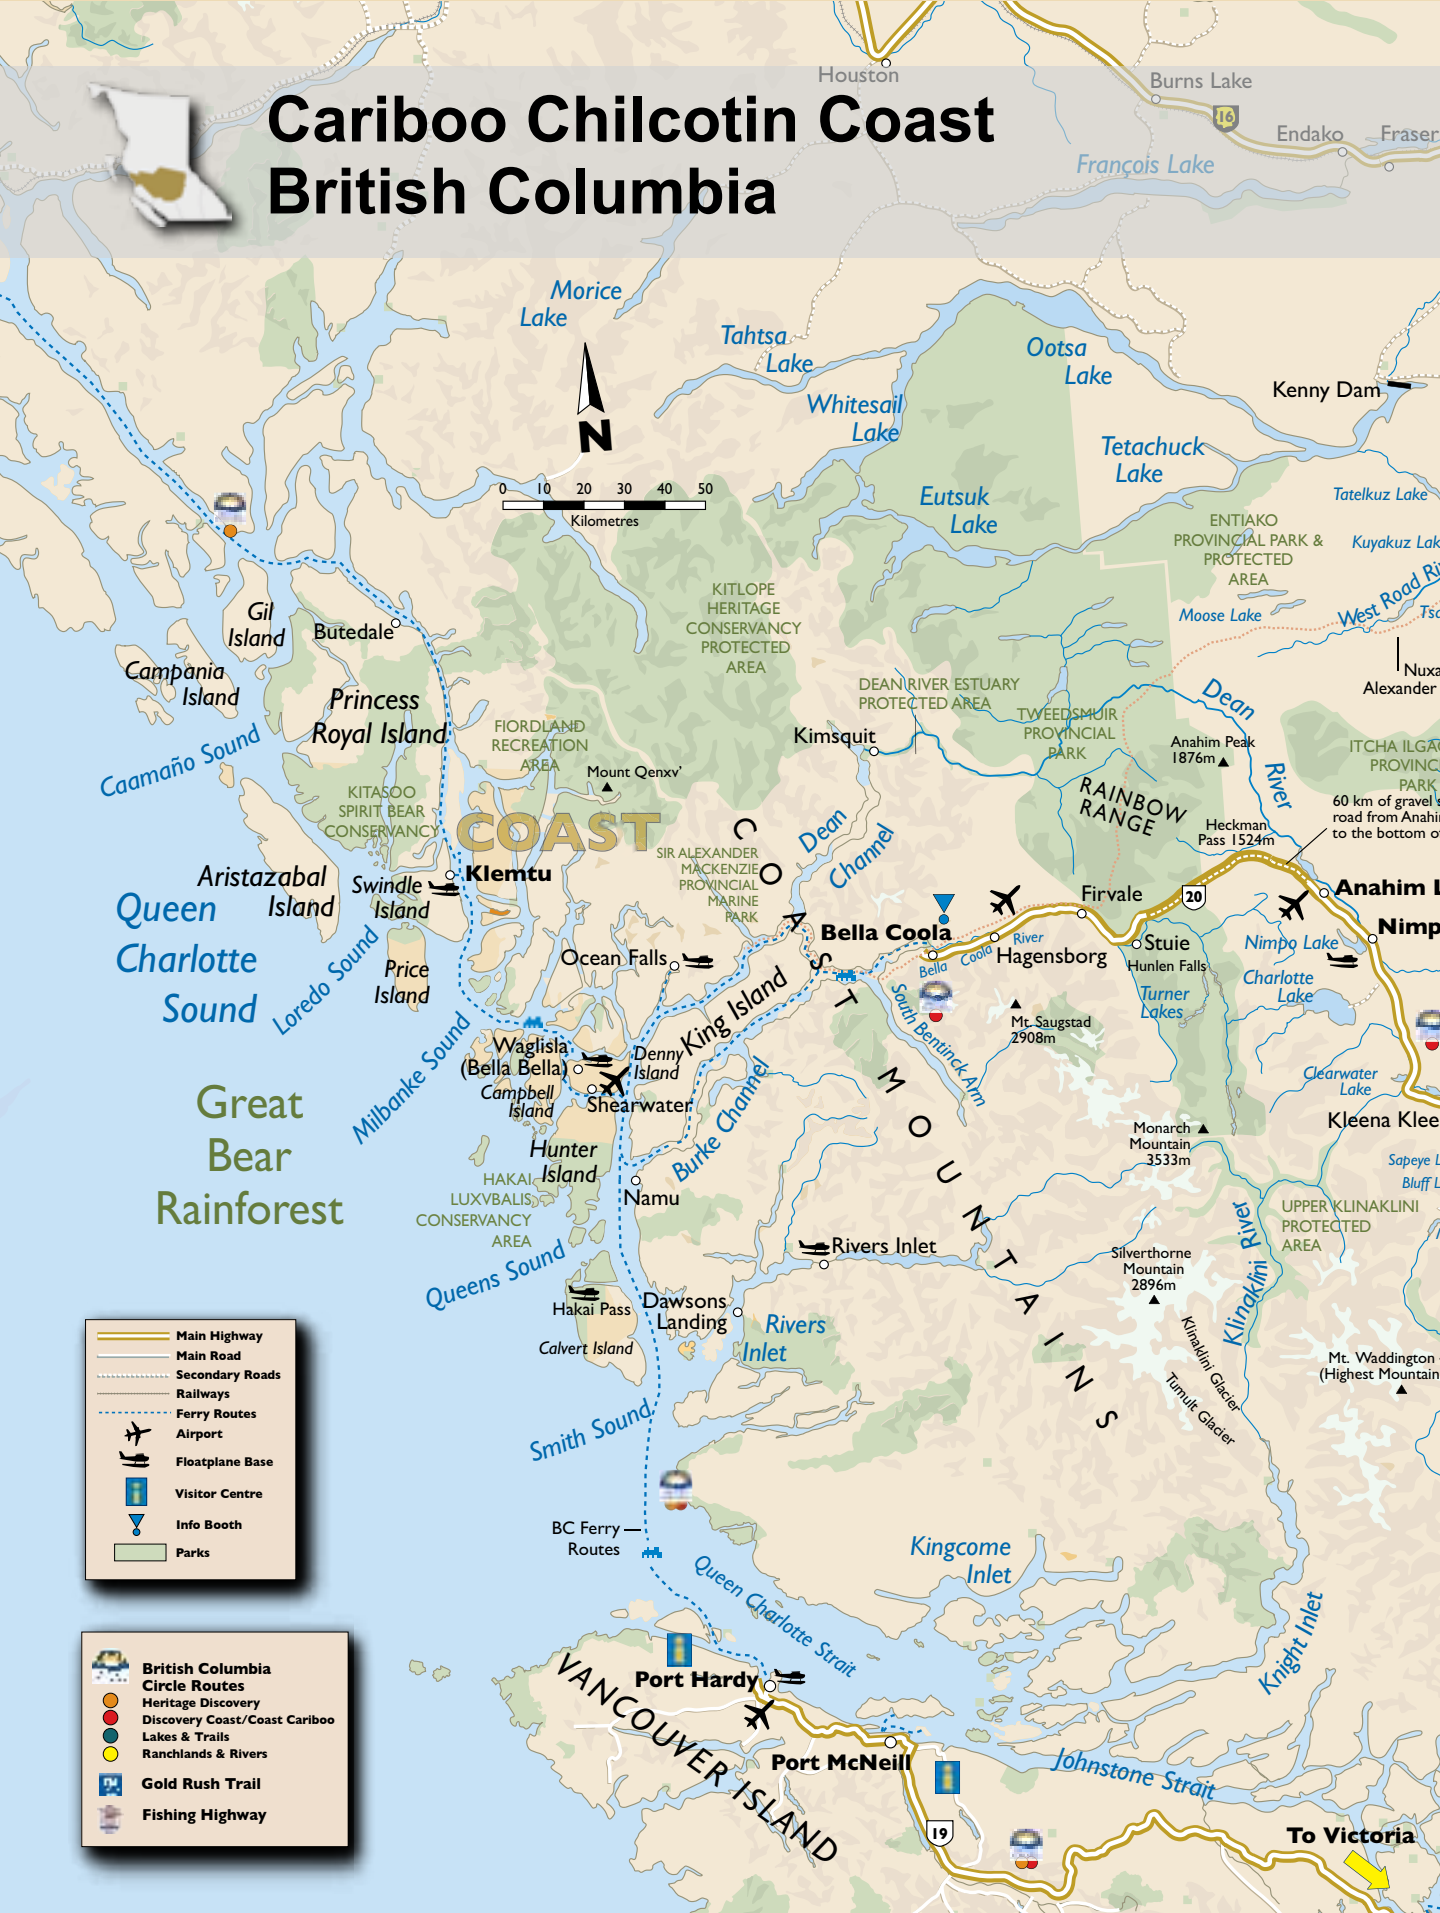 Houston
Burns Lake
16
Endako
Fraser
François Lake
Cariboo Chilcotin Coast
British Columbia
Morice
Lake
Tahtsa
Lake
Ootsa
Lake
Whitesail
Lake
Kenny Dam
N
Tetachuck
Lake
Eutsuk
Lake
Tatelkuz Lake
0 10 20 30 40 50
Kilometres
ENTIAKO
PROVINCIAL PARK &
PROTECTED
AREA
Kuyakuz Lak
West Road Ri
KITLOPE
HERITAGE
CONSERVANCY
PROTECTED
AREA
Moose Lake
Tsa
Gil
Island
Butedale
Campania
Island
Princess
Royal Island
Nuxa
Alexander
DEAN RIVER ESTUARY
PROTECTED AREA
Dean
River
TWEEDSMUIR
PROVINCIAL
PARK
FIORDLAND
RECREATION
AREA
Caamaño Sound
Kimsquit
Anahim Peak
1876m
ITCHA ILGA
PROVINC
PARK
Mount Qenxv'
KITASOO
SPIRIT BEAR
CONSERVANCY
RAINBOW
RANGE
60 km of gravel s
road from Anahi
to the bottom o
COAST
Heckman
Pass 1524m
Dean
Channel
SIR ALEXANDER
MACKENZIE
PROVINCIAL
MARINE
PARK
COAST MOUNTAINS
Klemtu
Aristazabal
Island
Swindle
Island
Firvale
20
Anahim L
Queen
Charlotte
Sound
Bella Coola
Nimp
Stuie
Nimpo Lake
Bella Coola River
Hagensborg
Hunlen Falls
Ocean Falls
Loredo Sound
Price
Island
Charlotte
Lake
Turner
Lakes
King Island
South Bentinck Arm
Mt. Saugstad
2908m
Waglisla
(Bella Bella)
Denny
Island
Milbanke Sound
Campbell
Island
Shearwater
Clearwater
Lake
Great
Bear
Rainforest
Kleena Klee
Burke Channel
Monarch
Mountain
3533m
Hunter
Island
Sapeye L
Bluff L
HAKAI
LUXVBALIS
CONSERVANCY
AREA
Namu
UPPER KLINAKLINI
PROTECTED
AREA
Klinaklini River
Rivers Inlet
Queens Sound
Silverthorne
Mountain
2896m
Hakai Pass
Dawsons
Landing
Rivers
Inlet
Calvert Island
Klinaklini Glacier
Tumult Glacier
Mt. Waddington
(Highest Mountain
Main Highway
Main Road
Secondary Roads
Railways
Ferry Routes
Airport
Floatplane Base
Visitor Centre
Info Booth
Parks
Smith Sound
BC Ferry
Routes
Kingcome
Inlet
Queen Charlotte Strait
Knight Inlet
British Columbia
Circle Routes
Heritage Discovery
Discovery Coast/Coast Cariboo
Lakes & Trails
Ranchlands & Rivers
Gold Rush Trail
Fishing Highway
Port Hardy
VANCOUVER ISLAND
Port McNeill
Johnstone Strait
19
To Victoria